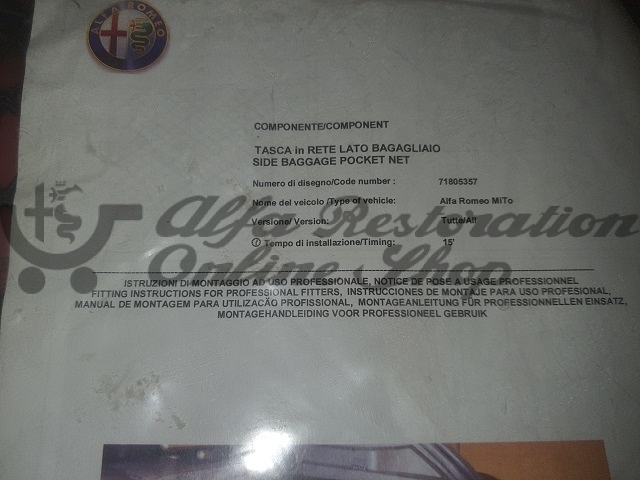 ALFA ROMEO
COMPONENTE/COMPONENT
TASCA in RETE LATO BAGAGLIAIO
SIDE BAGGAGE POCKET NET
Numero di disegno/Code number : 71805357
Nome del veicolo /Type of vehicle: Alfa Romeo MiTo
Versione/ Version: Tutte/All
Tempo di installazione/Timing: 15'
Alfa Restoration
Online Shop
ISTRUZIONI DI MONTAGGIO AD USO PROFESSIONALE, NOTICE DE POSE A USAGE PROFESSIONNEL
FITTING INSTRUCTIONS FOR PROFESSIONAL FITTERS, INSTRUCCIONES DE MONTAJE PARA USO PROFESIONAL,
MANUAL DE MONTAGEM PARA UTILIZACÃO PROFISSIONAL, MONTAGEANLEITUNG FÜR PROFESSIONNELLEN EINSATZ,
MONTAGEHANDLEIDING VOOR PROFESSIONEEL GEBRUIK